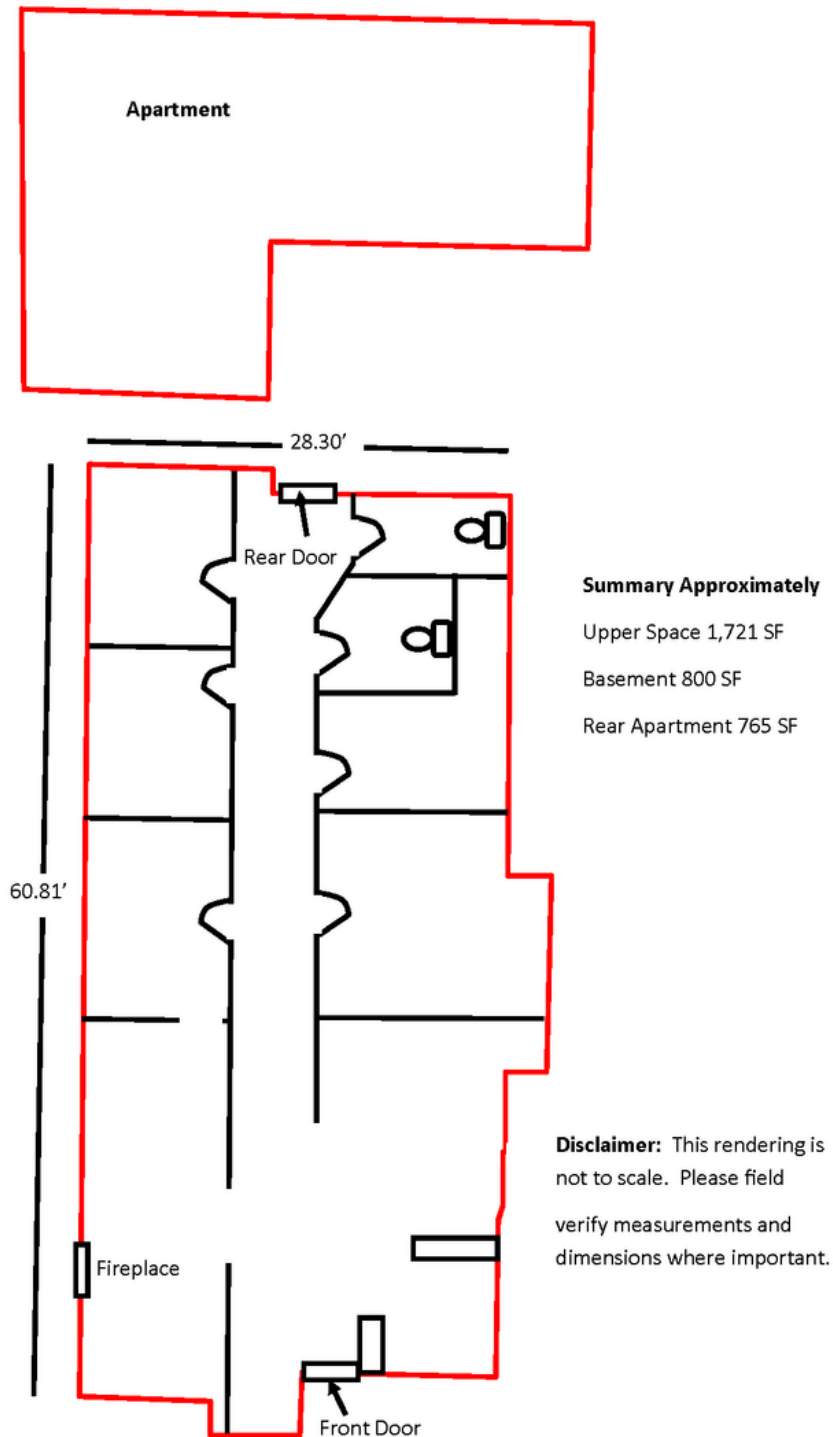 Apartment
28.30’
Rear Door
Summary Approximately
Upper Space 1,721 SF
Basement 800 SF
Rear Apartment 765 SF
60.81’
Disclaimer: This rendering is
not to scale. Please field
verify measurements and
dimensions where important.
Fireplace
Front Door